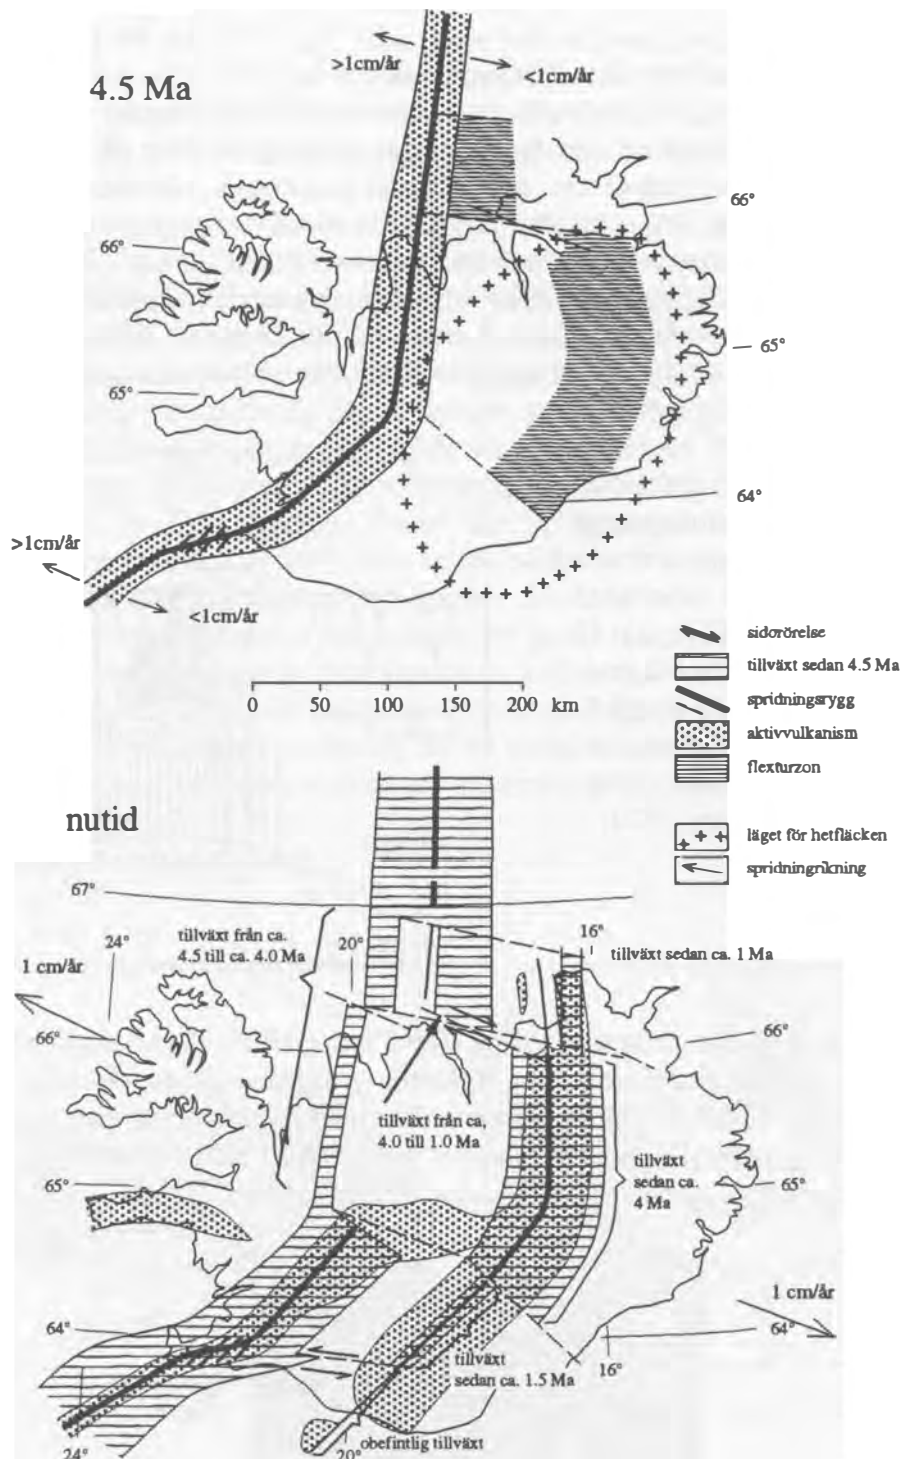 4.5 Ma
>1cm/år
<1cm/år
66°
66°
65°
65°
64°
>1cm/år
<1cm/år
0 50 100 150 200 km
sidorörelse
tillväxt sedan 4.5 Ma
spridningsrygg
aktivvulkanism
flexturzon
läget för hetfläcken
spridningrikning
nutid
67°
24°
20°
16°
tillväxt från ca.
4.5 till ca. 4.0 Ma
tillväxt sedan ca. 1 Ma
1 cm/år
66°
66°
tillväxt från ca,
4.0 till 1.0 Ma
tillväxt
sedan ca.
4 Ma
65°
65°
1 cm/år
64°
64°
16°
tillväxt
sedan ca. 1.5 Ma
obefintlig tillväxt
24°
20°